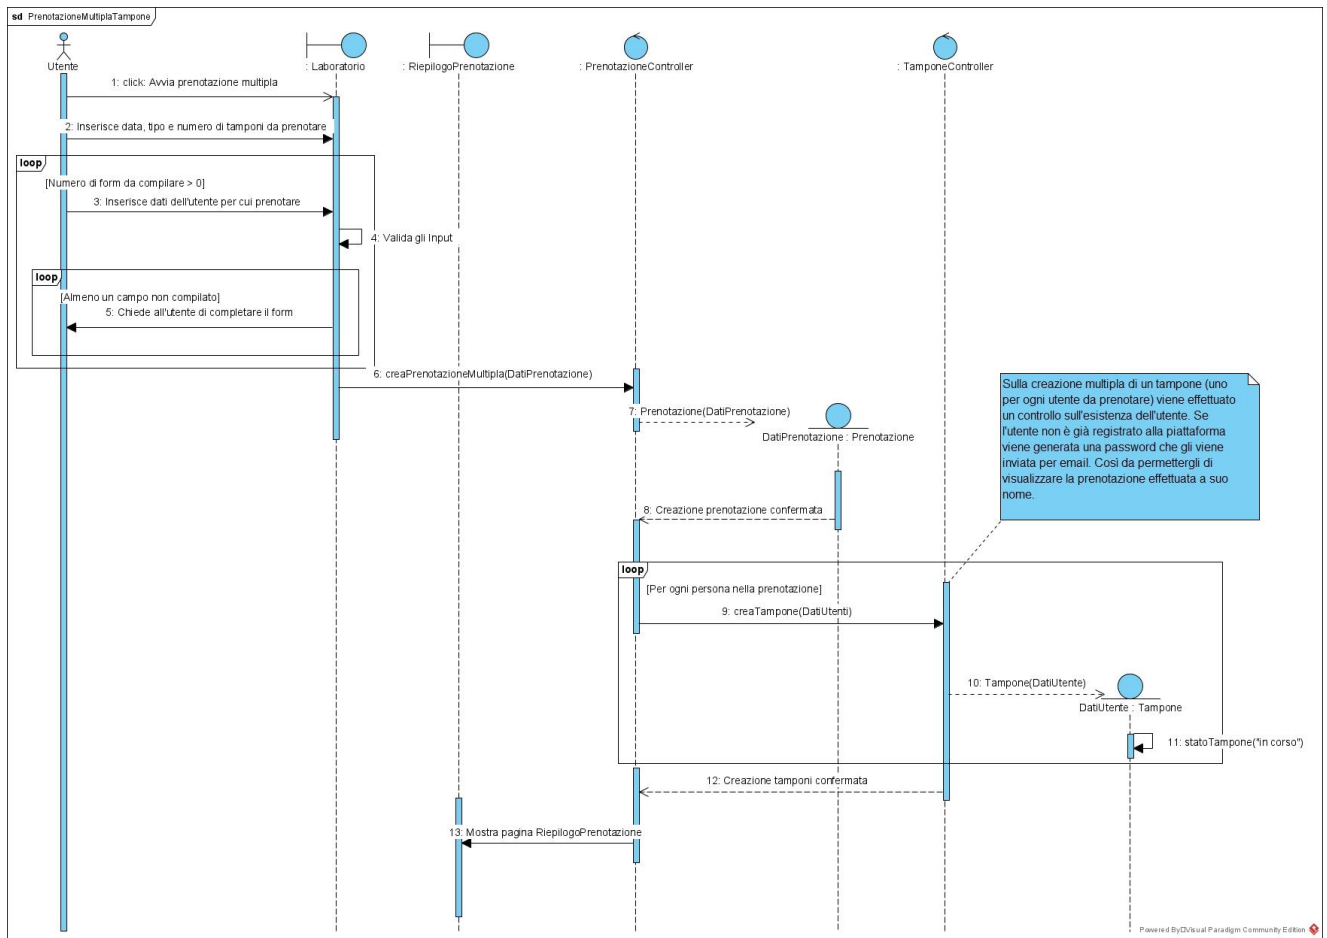 sd PrenotazioneMultiplaTampone
Utente
: Laboratorio
: RiepilogoPrenotazione
: PrenotazioneController
: TamponeController
1: click: Avvia prenotazione multipla
2: Inserisce data, tipo e numero di tamponi da prenotare
loop
[Numero di form da compilare > 0]
3: Inserisce dati dell'utente per cui prenotare
4: Valida gli Input
loop
[Almeno un campo non compilato]
5: Chiede all'utente di completare il form
6: creaPrenotazioneMultipla(DatiPrenotazione)
7: Prenotazione(DatiPrenotazione)
DatiPrenotazione : Prenotazione
Sulla creazione multipla di un tampone (uno
per ogni utente da prenotare) viene effettuato
un controllo sull'esistenza dell'utente. Se
l'utente non è già registrato alla piattaforma
viene generata una password che gli viene
inviata per email. Così da permettergli di
visualizzare la prenotazione effettuata a suo
nome.
8: Creazione prenotazione confermata
loop
[Per ogni persona nella prenotazione]
9: creaTampone(DatiUtenti)
10: Tampone(DatiUtente)
DatiUtente : Tampone
11: statoTampone("in corso")
12: Creazione tamponi confermata
13: Mostra pagina RiepilogoPrenotazione
Powered By Visual Paradigm Community Edition